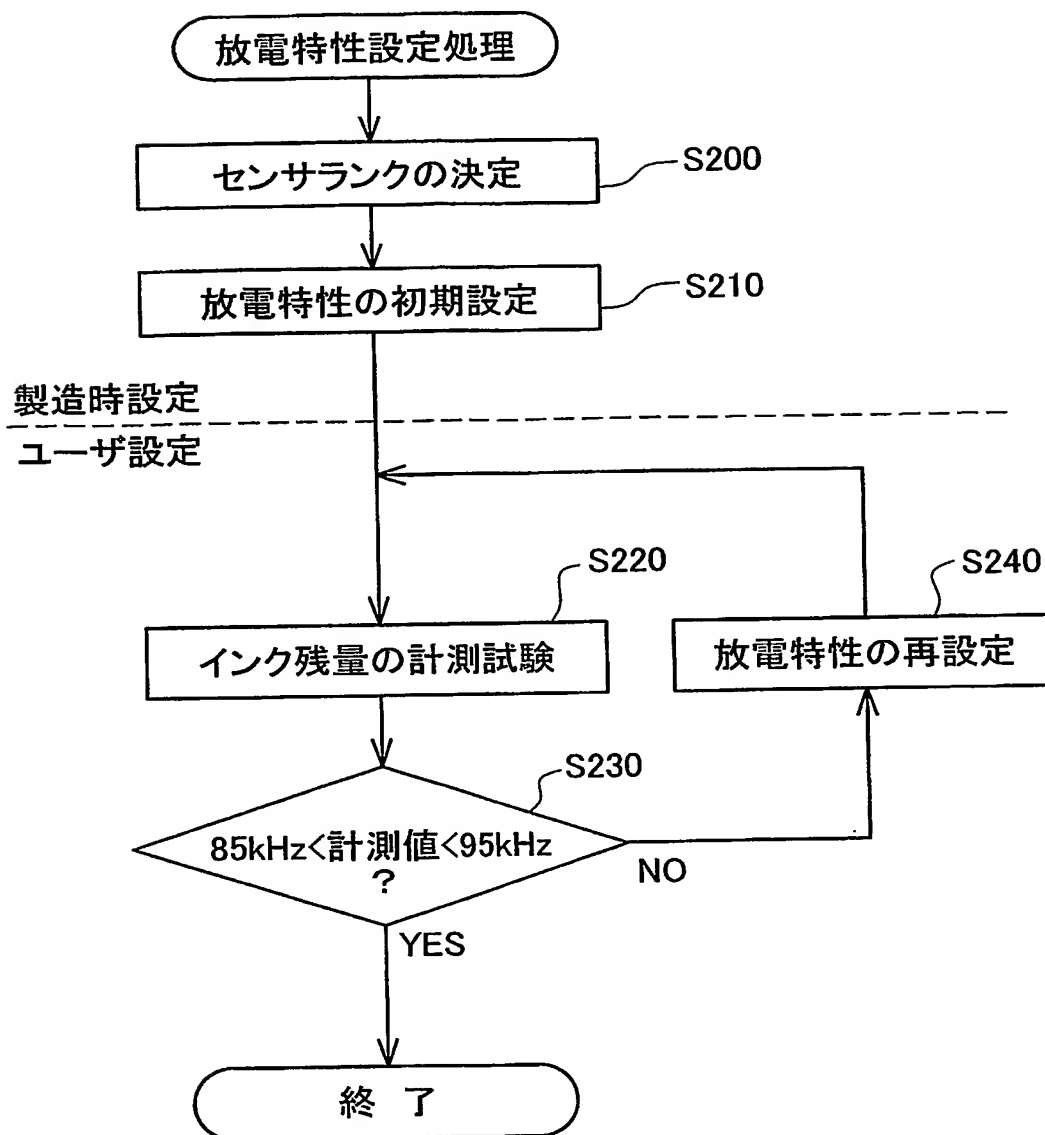 放電特性設定処理
センサランクの決定
S200
放電特性の初期設定
S210
製造時設定
ユーザ設定
S220
インク残量の計測試験
S240
放電特性の再設定
S230
85kHz<計測値<95kHz
?
NO
YES
終 了